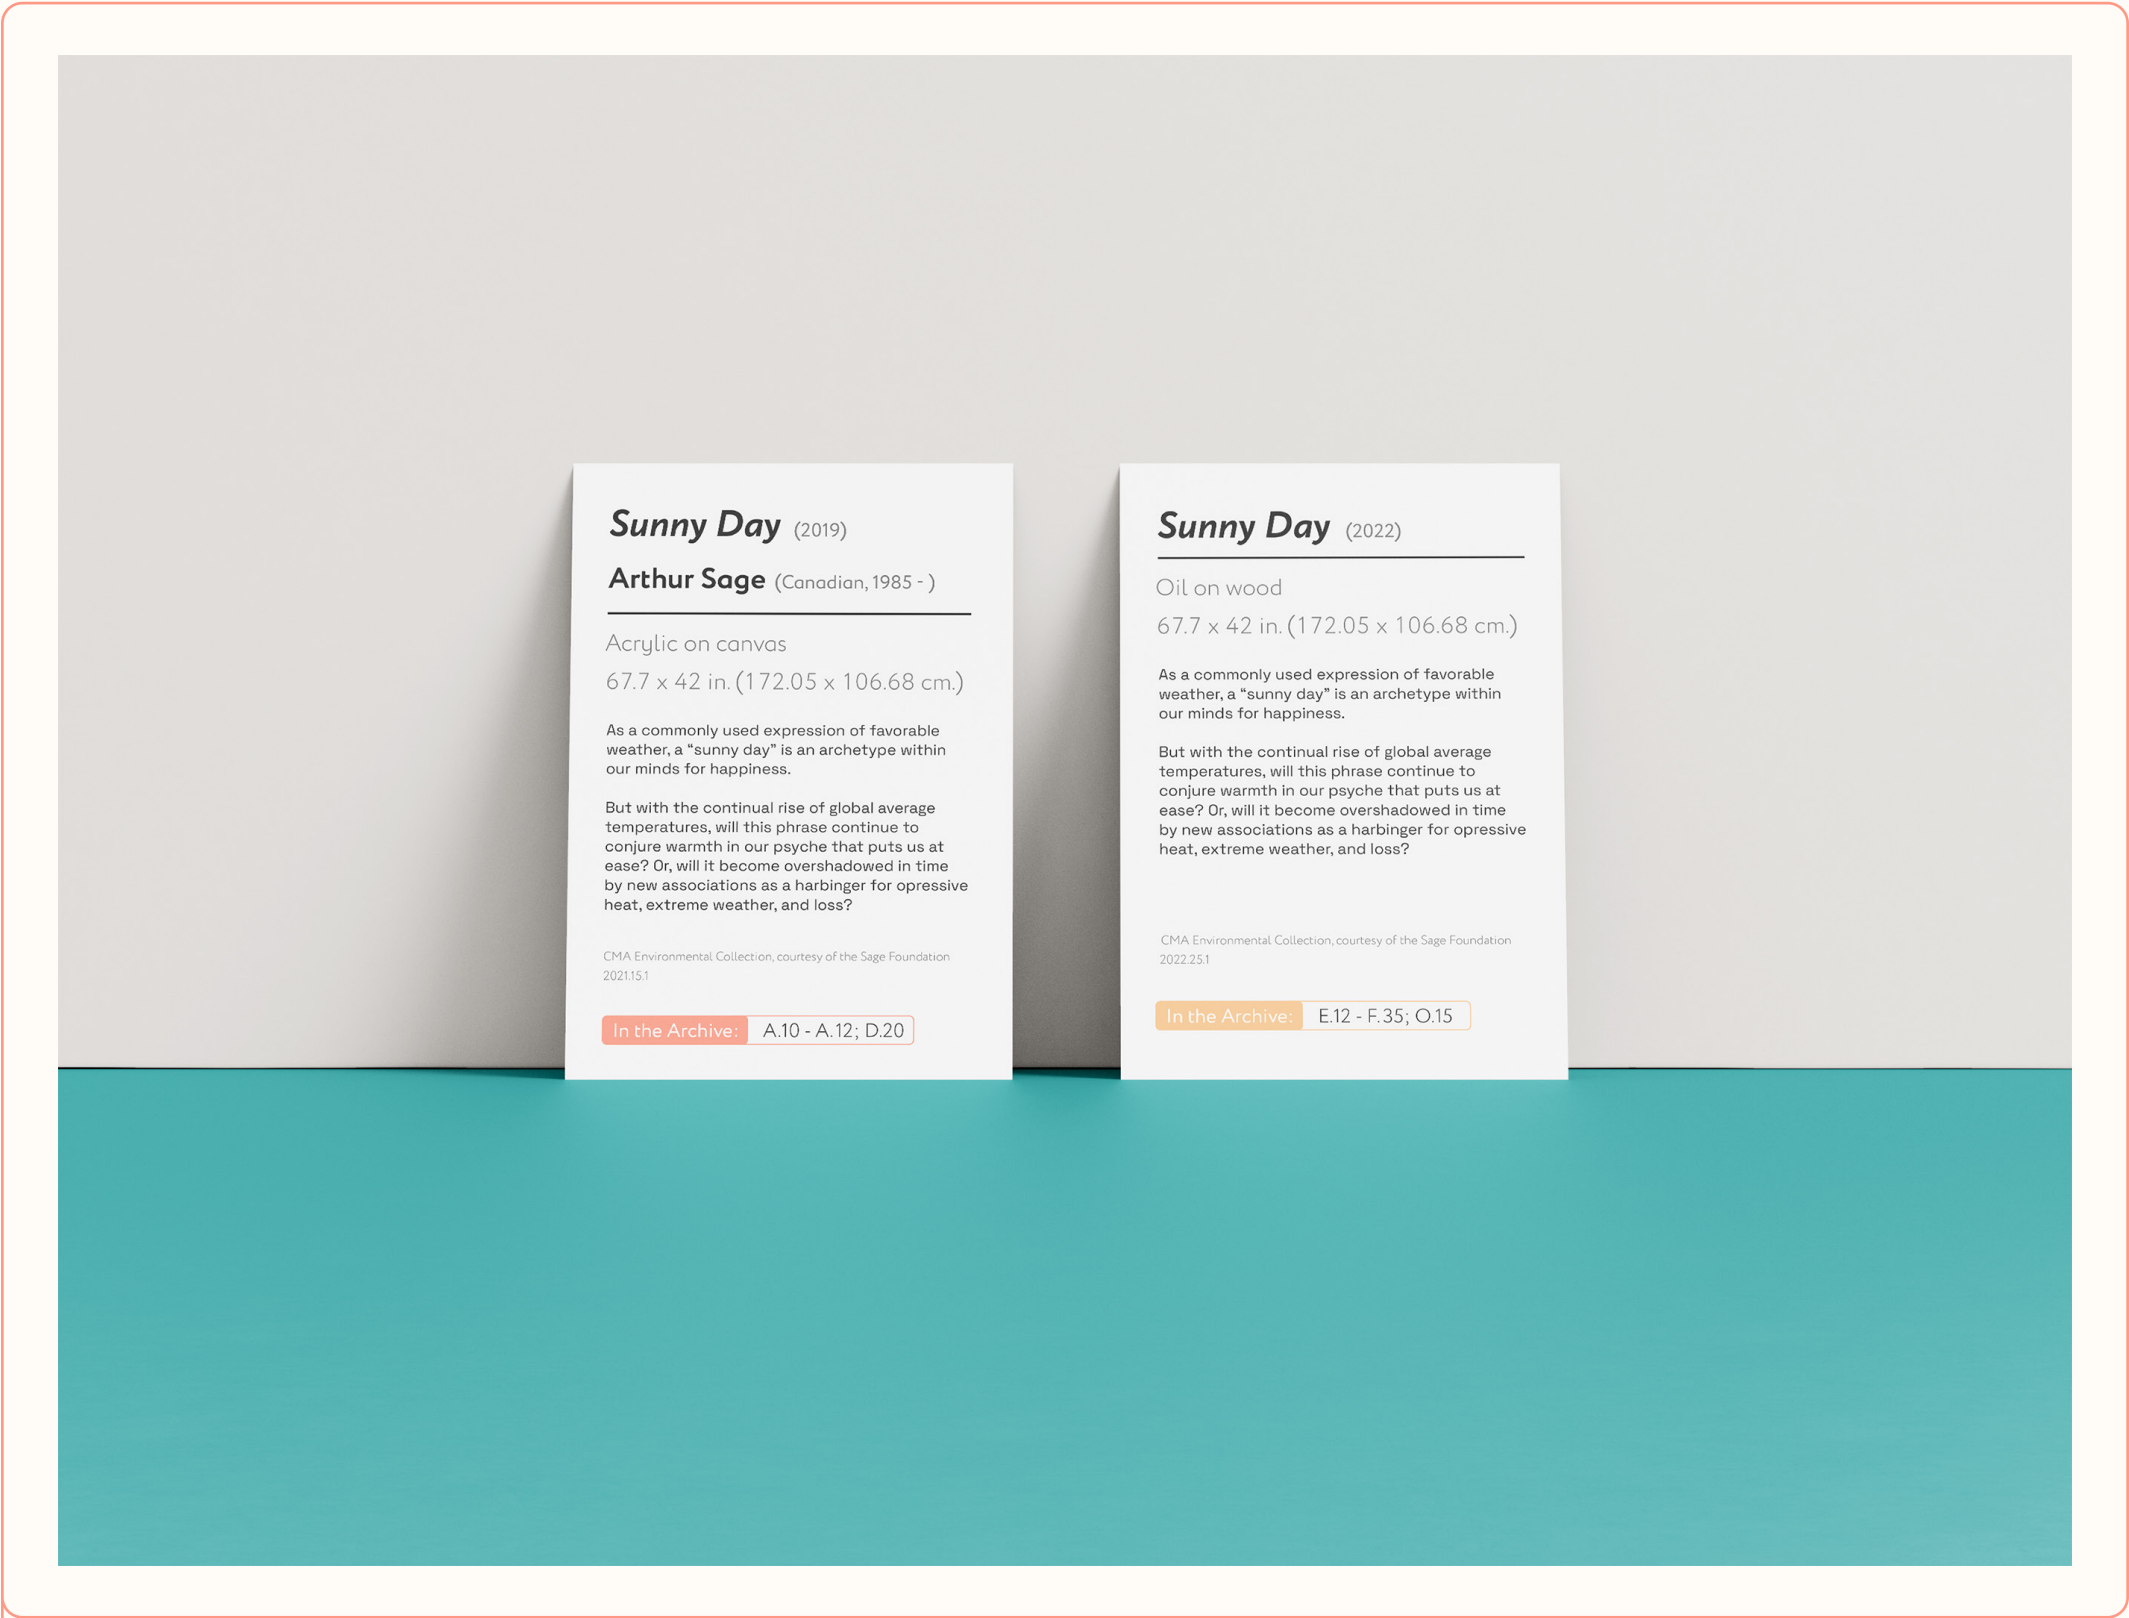 Sunny Day (2019)
Arthur Sage (Canadian, 1985 - )
Acrylic on canvas
67.7 x 42 in. (172.05 x 106.68 cm.)
As a commonly used expression of favorable
weather, a “sunny day” is an archetype within
our minds for happiness.
But with the continual rise of global average
temperatures, will this phrase continue to
conjure warmth in our psyche that puts us at
ease? Or, will it become overshadowed in time
by new associations as a harbinger for opressive
heat, extreme weather, and loss?
CMA Environmental Collection, courtesy of the Sage Foundation
2021.15.1
In the Archive: A.10 - A.12; D.20
Sunny Day (2022)
Oil on wood
67.7 x 42 in. (172.05 x 106.68 cm.)
As a commonly used expression of favorable
weather, a “sunny day” is an archetype within
our minds for happiness.
But with the continual rise of global average
temperatures, will this phrase continue to
conjure warmth in our psyche that puts us at
ease? Or, will it become overshadowed in time
by new associations as a harbinger for opressive
heat, extreme weather, and loss?
CMA Environmental Collection, courtesy of the Sage Foundation
2022.25.1
In the Archive: E.12 - F.35; O.15